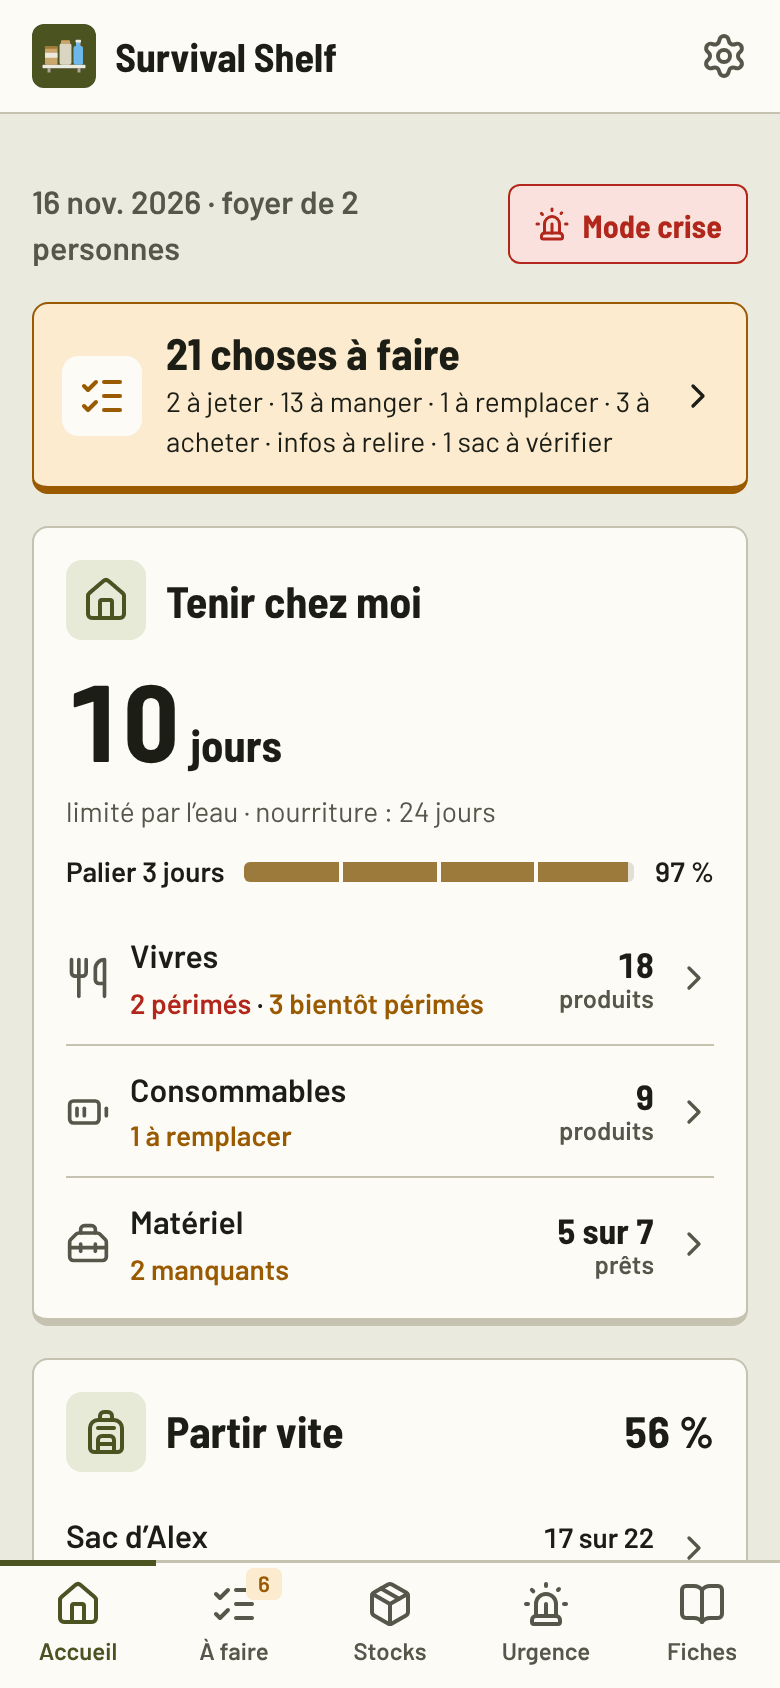 Survival Shelf
16 nov. 2026 · foyer de 2
personnes
Mode crise
21 choses à faire
2 à jeter · 13 à manger · 1 à remplacer · 3 à
acheter · infos à relire · 1 sac à vérifier
Tenir chez moi
10 jours
limité par l’eau · nourriture : 24 jours
Palier 3 jours 97 %
Vivres
18
2 périmés · 3 bientôt périmés
produits
Consommables
9
1 à remplacer
produits
Matériel
5 sur 7
2 manquants
prêts
Partir vite 56 %
Sac d’Alex 17 sur 22
6
Accueil À faire Stocks Urgence Fiches